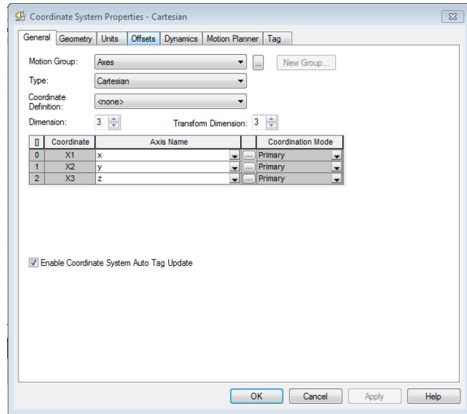 Coordinate System Properties - Cartesian
General Geometry Units Offsets Dynamics Motion Planner Tag
Motion Group: Axes ... New Group...
Type: Cartesian
Coordinate Definition: <none>
Dimension: 3 Transform Dimension: 3
[] Coordinate Axis Name Coordination Mode
0 X1 x ... Primary
1 X2 y ... Primary
2 X3 z ... Primary
Enable Coordinate System Auto Tag Update
OK Cancel Apply Help